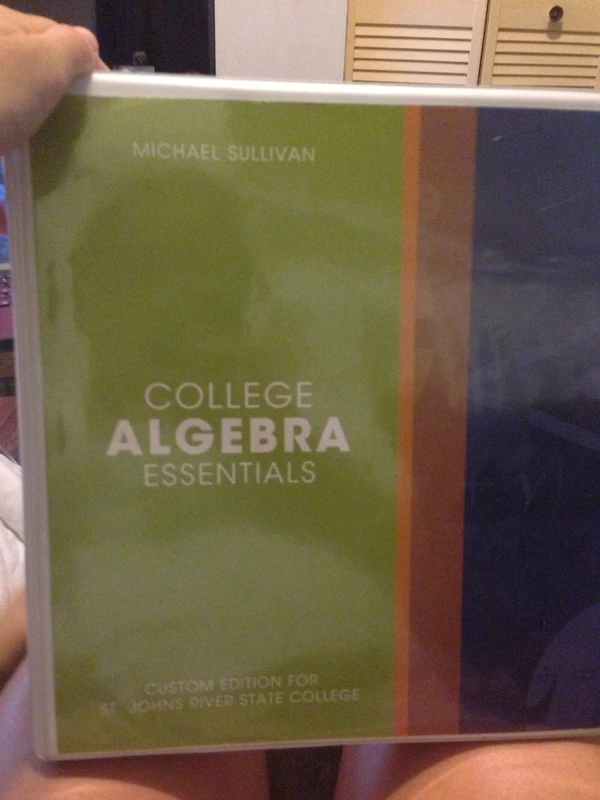 MICHAEL SULLIVAN
COLLEGE
ALGEBRA
ESSENTIALS
CUSTOM EDITION FOR
ST. JOHNS RIVER STATE COLLEGE